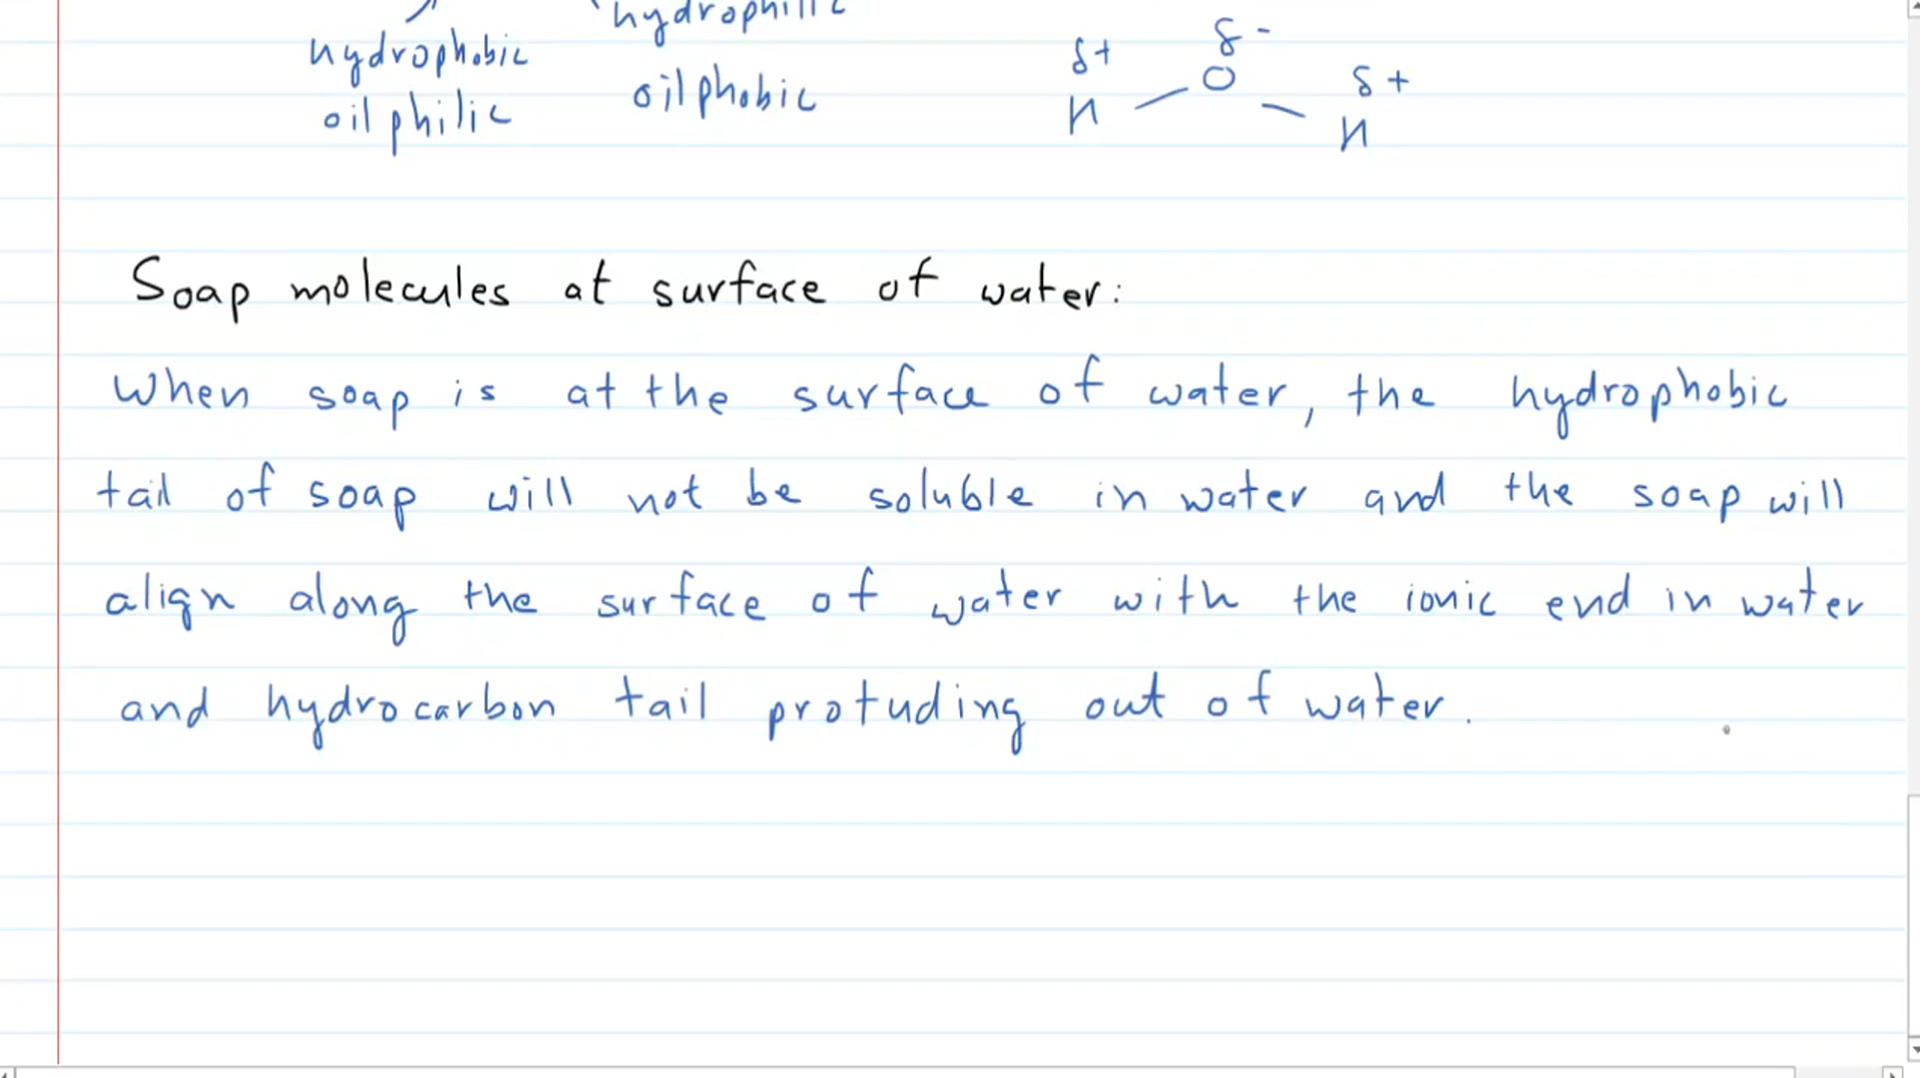 hydrophobic hydrophilic
oil philic oil phobic
δ+ δ- δ+
H O H
Soap molecules at surface of water:
When soap is at the surface of water, the hydrophobic
tail of soap will not be soluble in water and the soap will
align along the surface of water with the ionic end in water
and hydrocarbon tail protuding out of water.